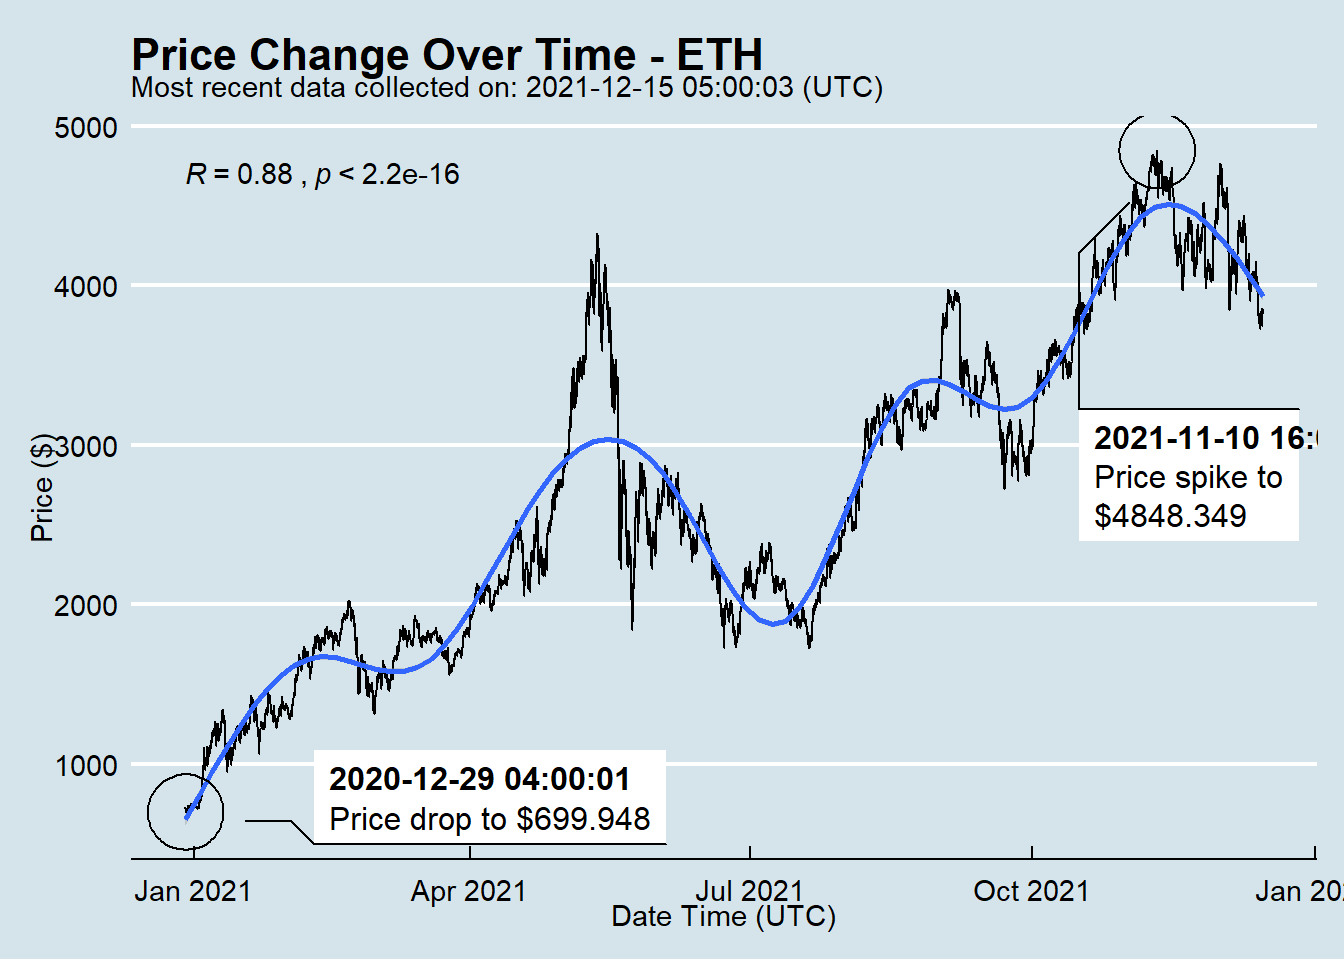 Price Change Over Time - ETH
Most recent data collected on: 2021-12-15 05:00:03 (UTC)
R = 0.88 , p < 2.2e-16
5000
4000
3000
2000
1000
Price ($)
2021-11-10 16:
Price spike to
$4848.349
2020-12-29 04:00:01
Price drop to $699.948
Jan 2021
Apr 2021
Jul 2021
Oct 2021
Jan
Date Time (UTC)